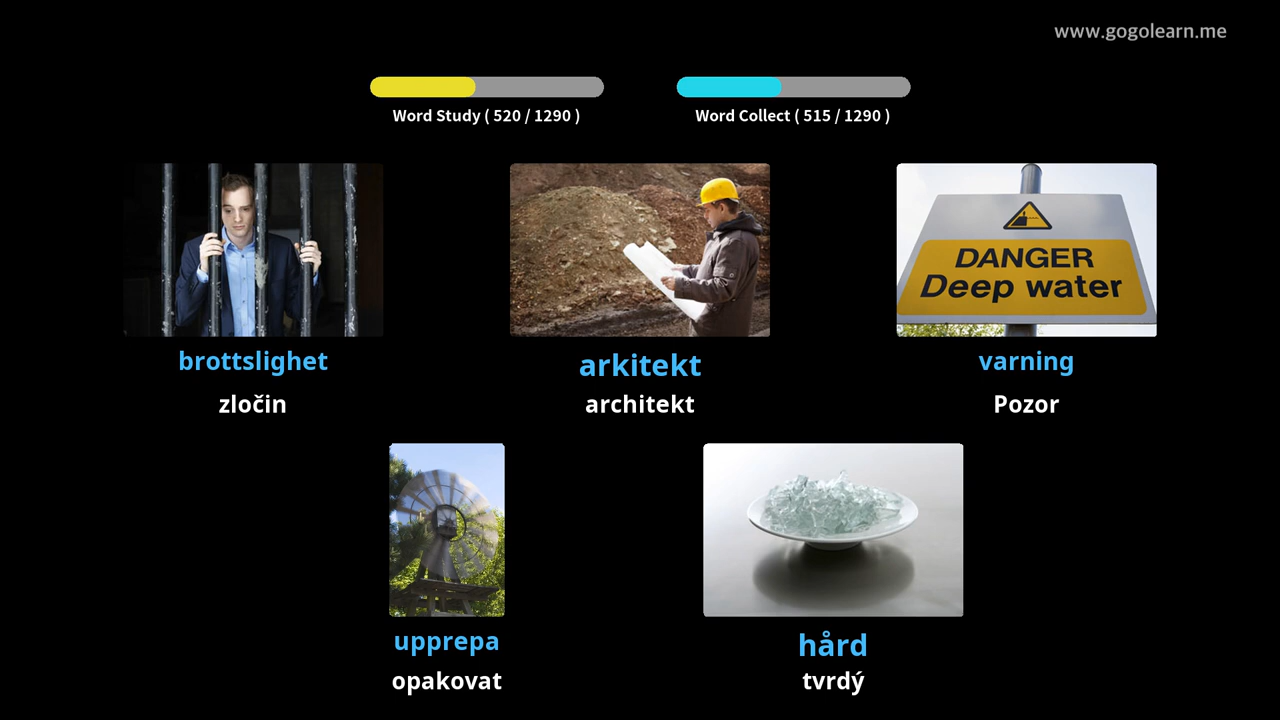 www.gogolearn.me
Word Study ( 520 / 1290 )
Word Collect ( 515 / 1290 )
DANGER
Deep water
brottslighet
arkitekt
varning
zločin
architekt
Pozor
upprepa
hård
opakovat
tvrdý